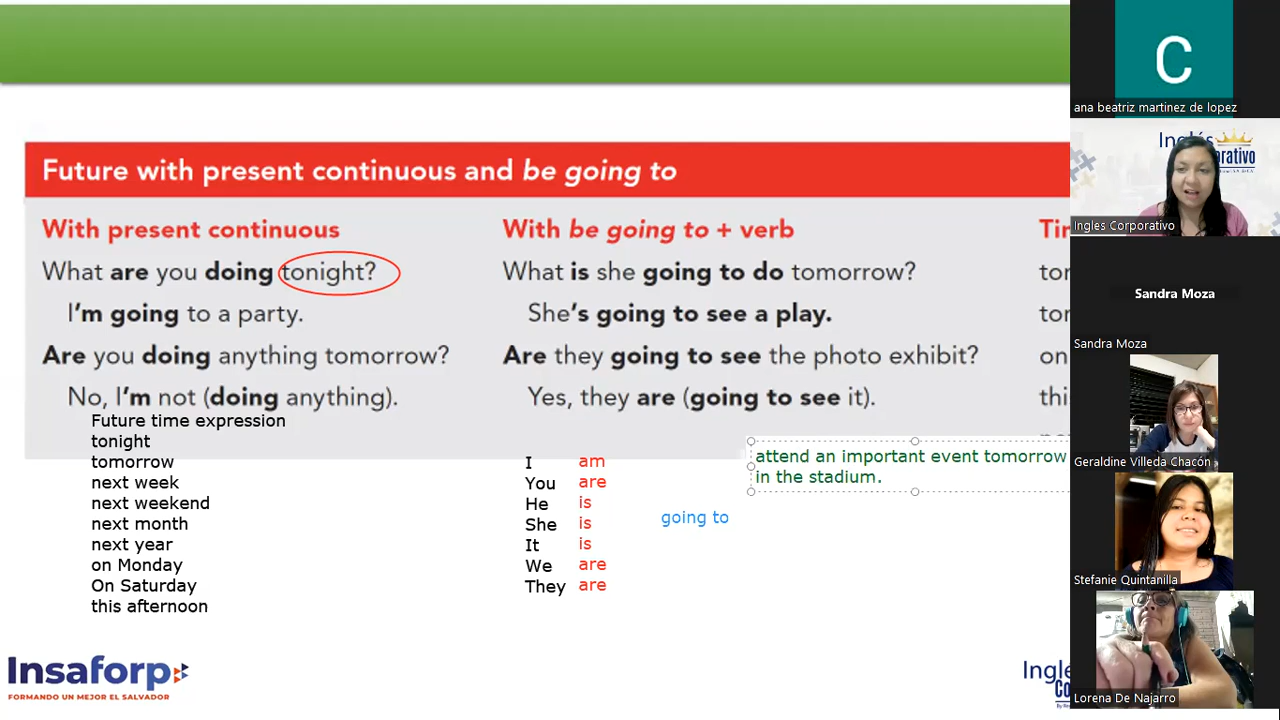 Future with present continuous and be going to
With present continuous
What are you doing tonight?
I'm going to a party.
Are you doing anything tomorrow?
No, I'm not (doing anything).
With be going to + verb
What is she going to do tomorrow?
She's going to see a play.
Are they going to see the photo exhibit?
Yes, they are (going to see it).
Future time expression
tonight
tomorrow
next week
next weekend
next month
next year
on Monday
On Saturday
this afternoon
I am
You are
He is
She is
It is
We are
They are
going to
attend an important event tomorrow
in the stadium.
Insaforp
FORMANDO UN MEJOR EL SALVADOR
C
ana beatriz martinez de lopez
Inglés
Ingles Corporativo
Sandra Moza
Sandra Moza
Geraldine Villeda Chacón
Stefanie Quintanilla
Lorena De Najarro